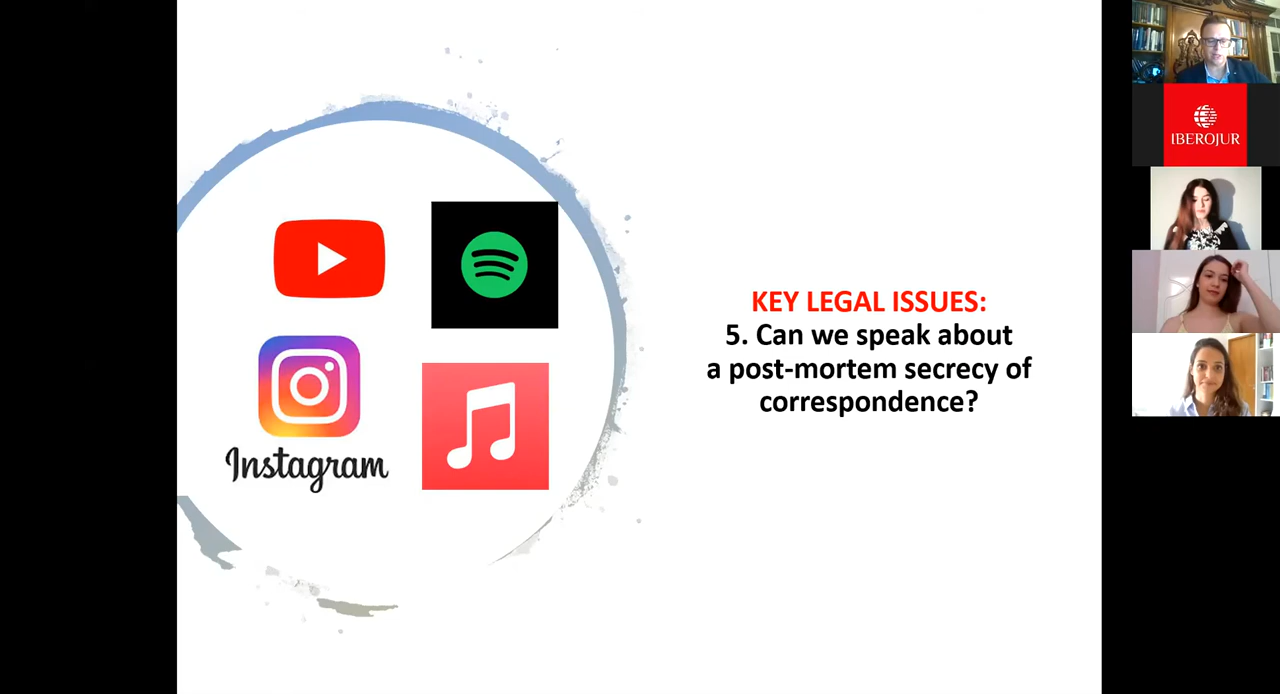 KEY LEGAL ISSUES:
5. Can we speak about
a post-mortem secrecy of
correspondence?
Instagram
IBEROJUR